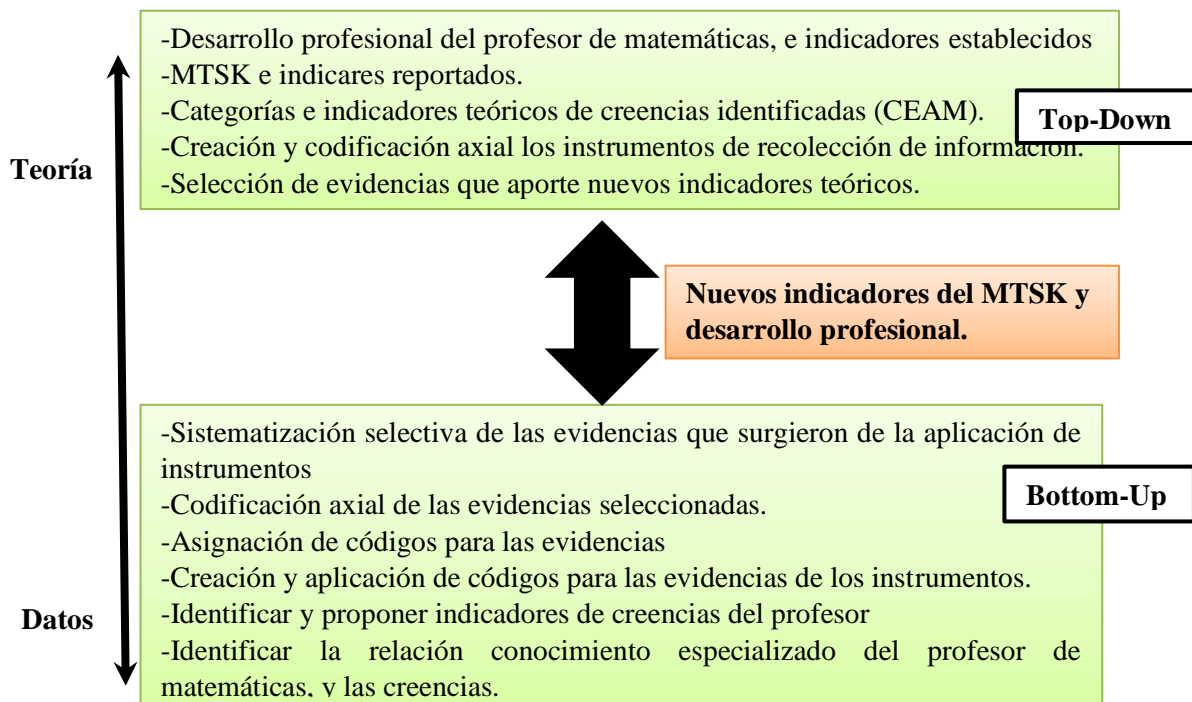 -Desarrollo profesional del profesor de matemáticas, e indicadores establecidos
-MTSK e indicares reportados.
-Categorías e indicadores teóricos de creencias identificadas (CEAM).
Top-Down
-Creación y codificación axial los instrumentos de recolección de información.
Teoría
-Selección de evidencias que aporte nuevos indicadores teóricos.
Nuevos indicadores del MTSK y
desarrollo profesional.
-Sistematización selectiva de las evidencias que surgieron de la aplicación de
instrumentos
Bottom-Up
-Codificación axial de las evidencias seleccionadas.
-Asignación de códigos para las evidencias
-Creación y aplicación de códigos para las evidencias de los instrumentos.
Datos
-Identificar y proponer indicadores de creencias del profesor
-Identificar la relación conocimiento especializado del profesor de
matemáticas, y las creencias.